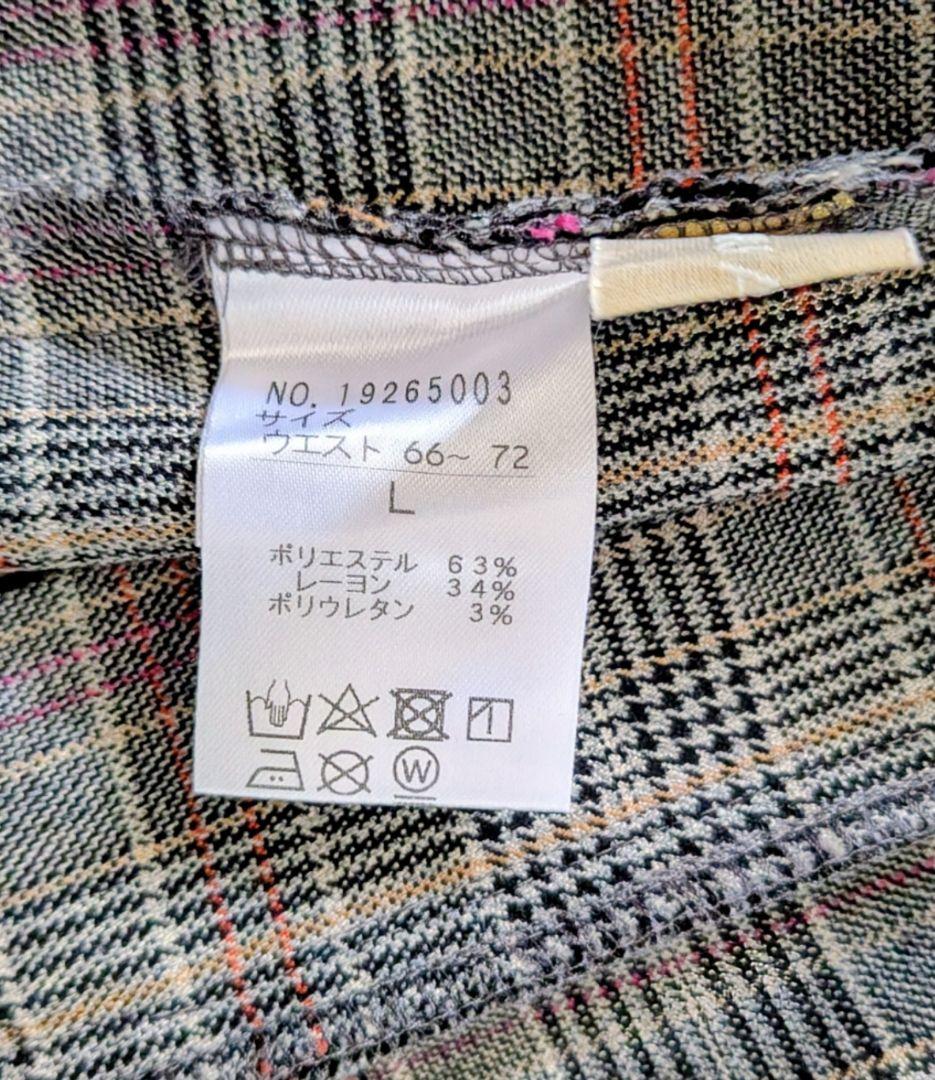 NO. 19265003
サイズ
ウエスト 66～ 72
L
ポリエステル 63%
レーヨン 34%
ポリウレタン 3%
W